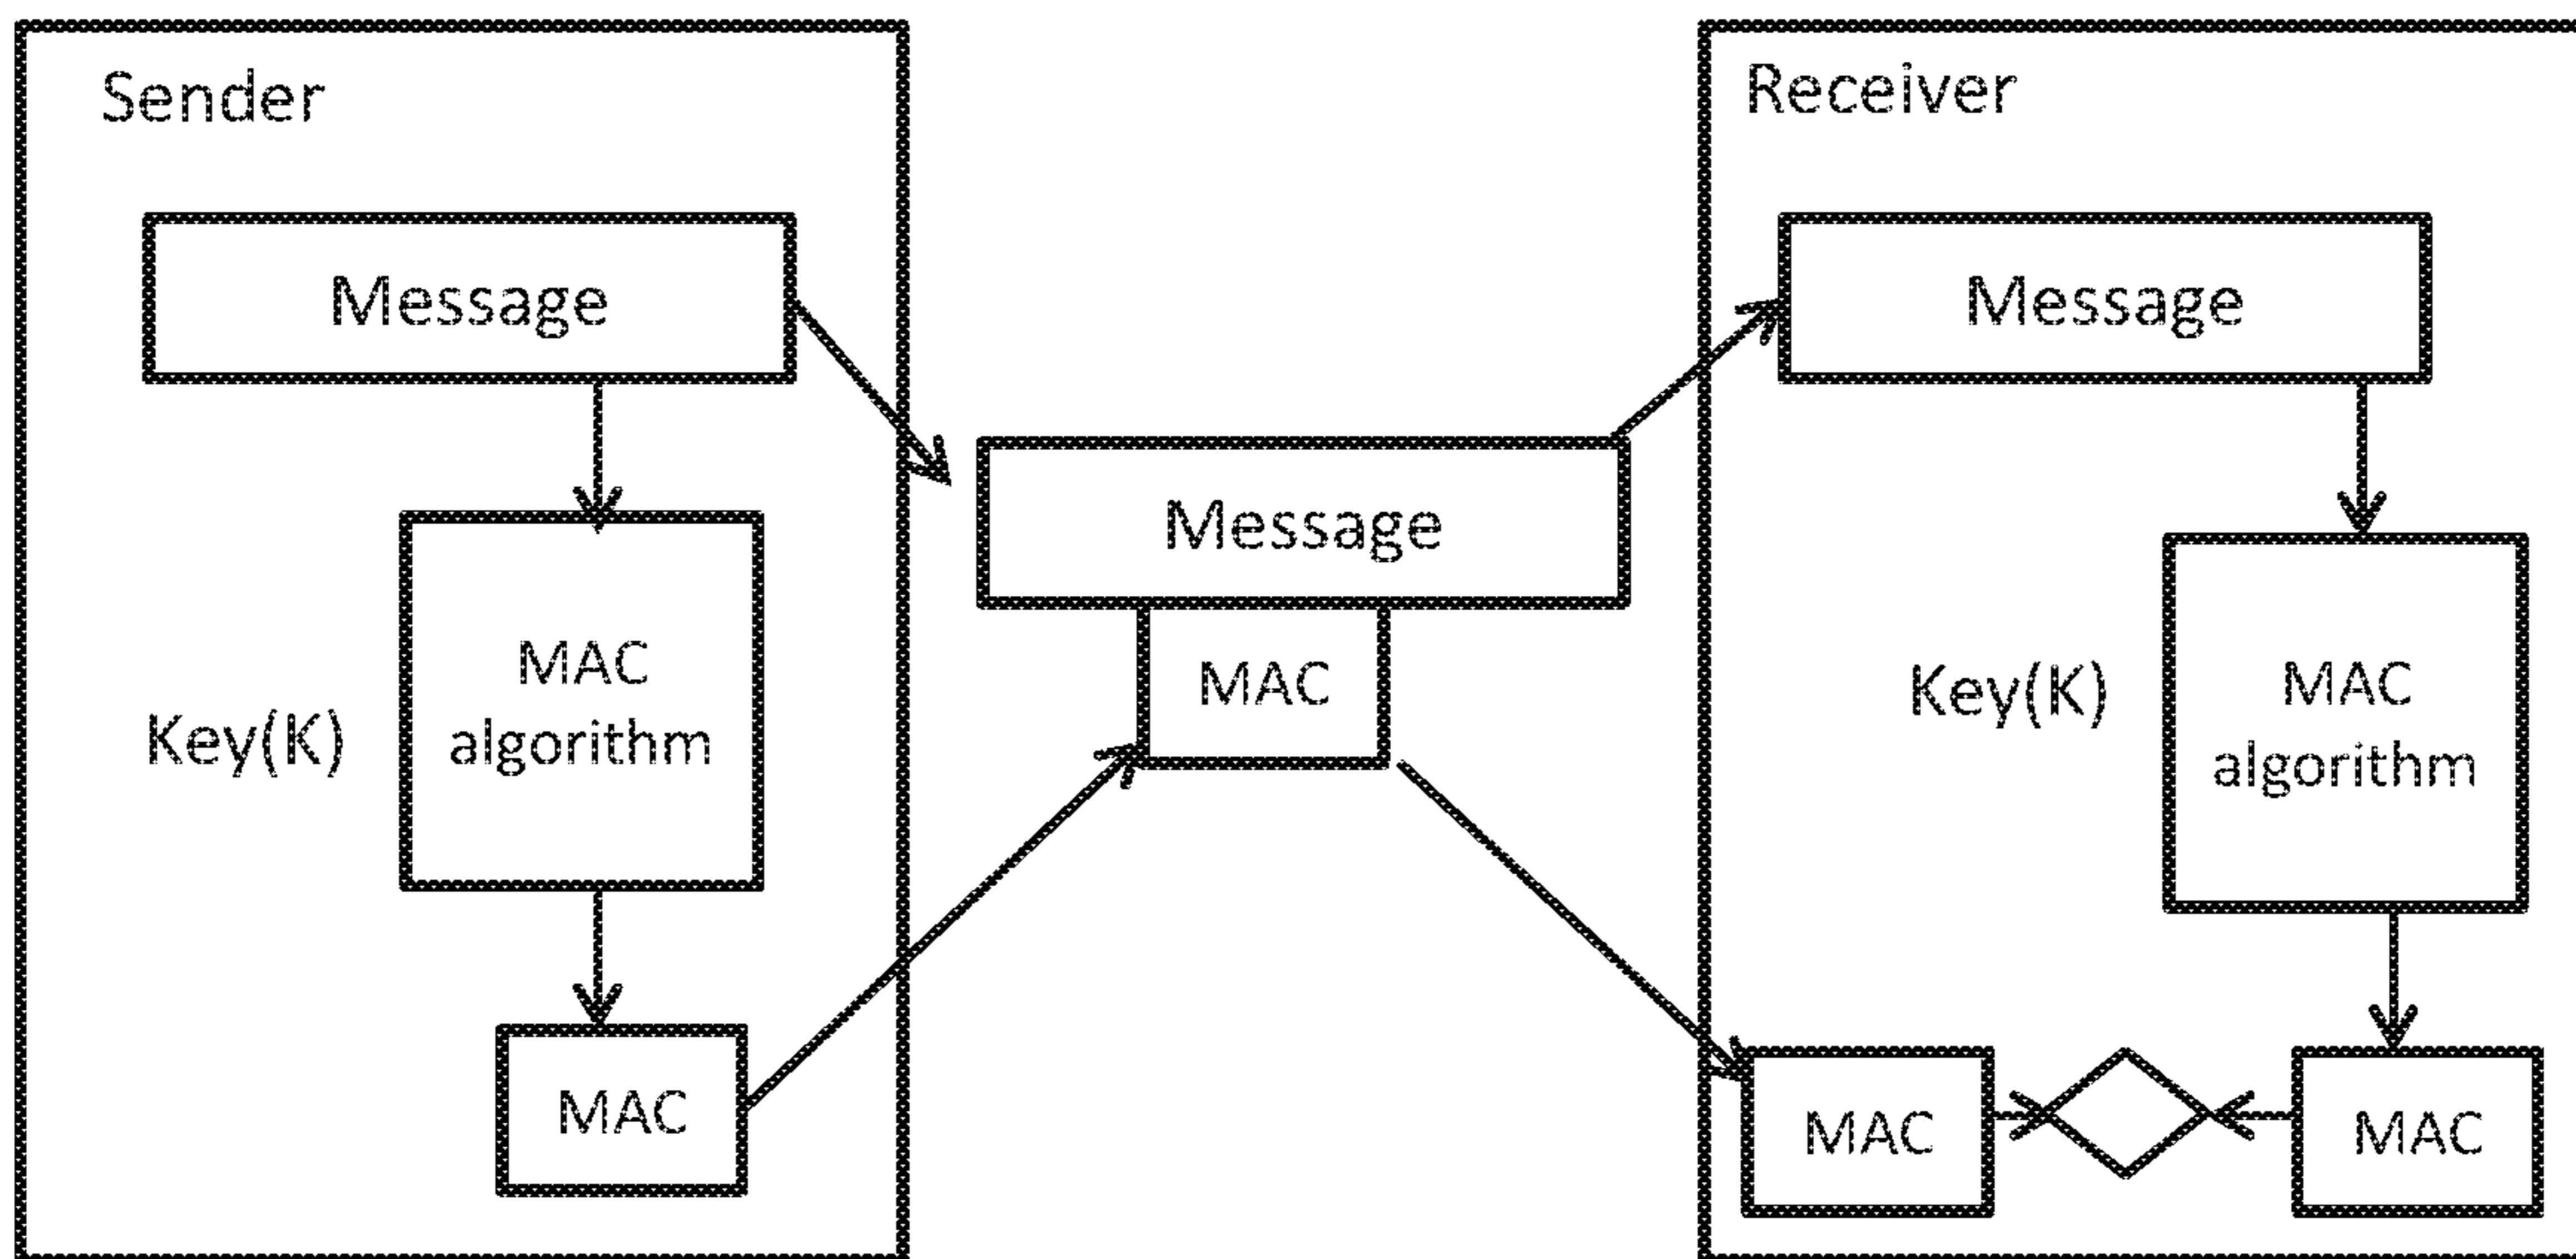 Sender
Message
Key(K)
MAC
algorithm
MAC
Message
MAC
Receiver
Message
Key(K)
MAC
algorithm
MAC
MAC